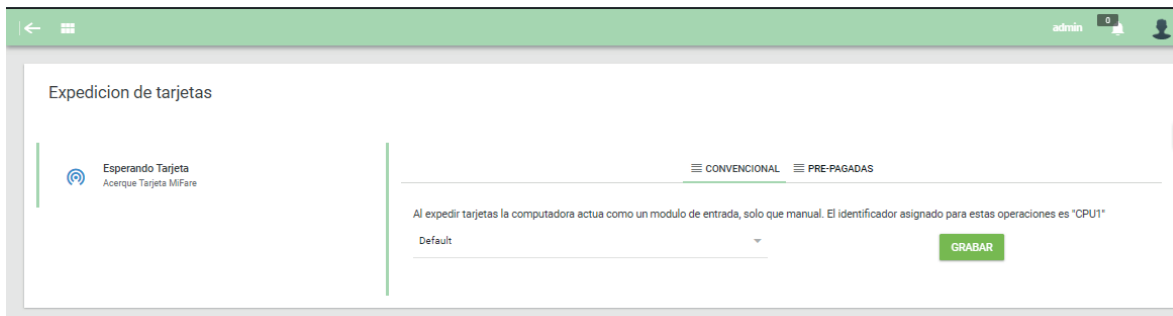 admin
0
Expedicion de tarjetas
Esperando Tarjeta
Acerque Tarjeta MiFare
CONVENCIONAL
PRE-PAGADAS
Al expedir tarjetas la computadora actua como un modulo de entrada, solo que manual. El identificador asignado para estas operaciones es "CPU1"
Default
GRABAR